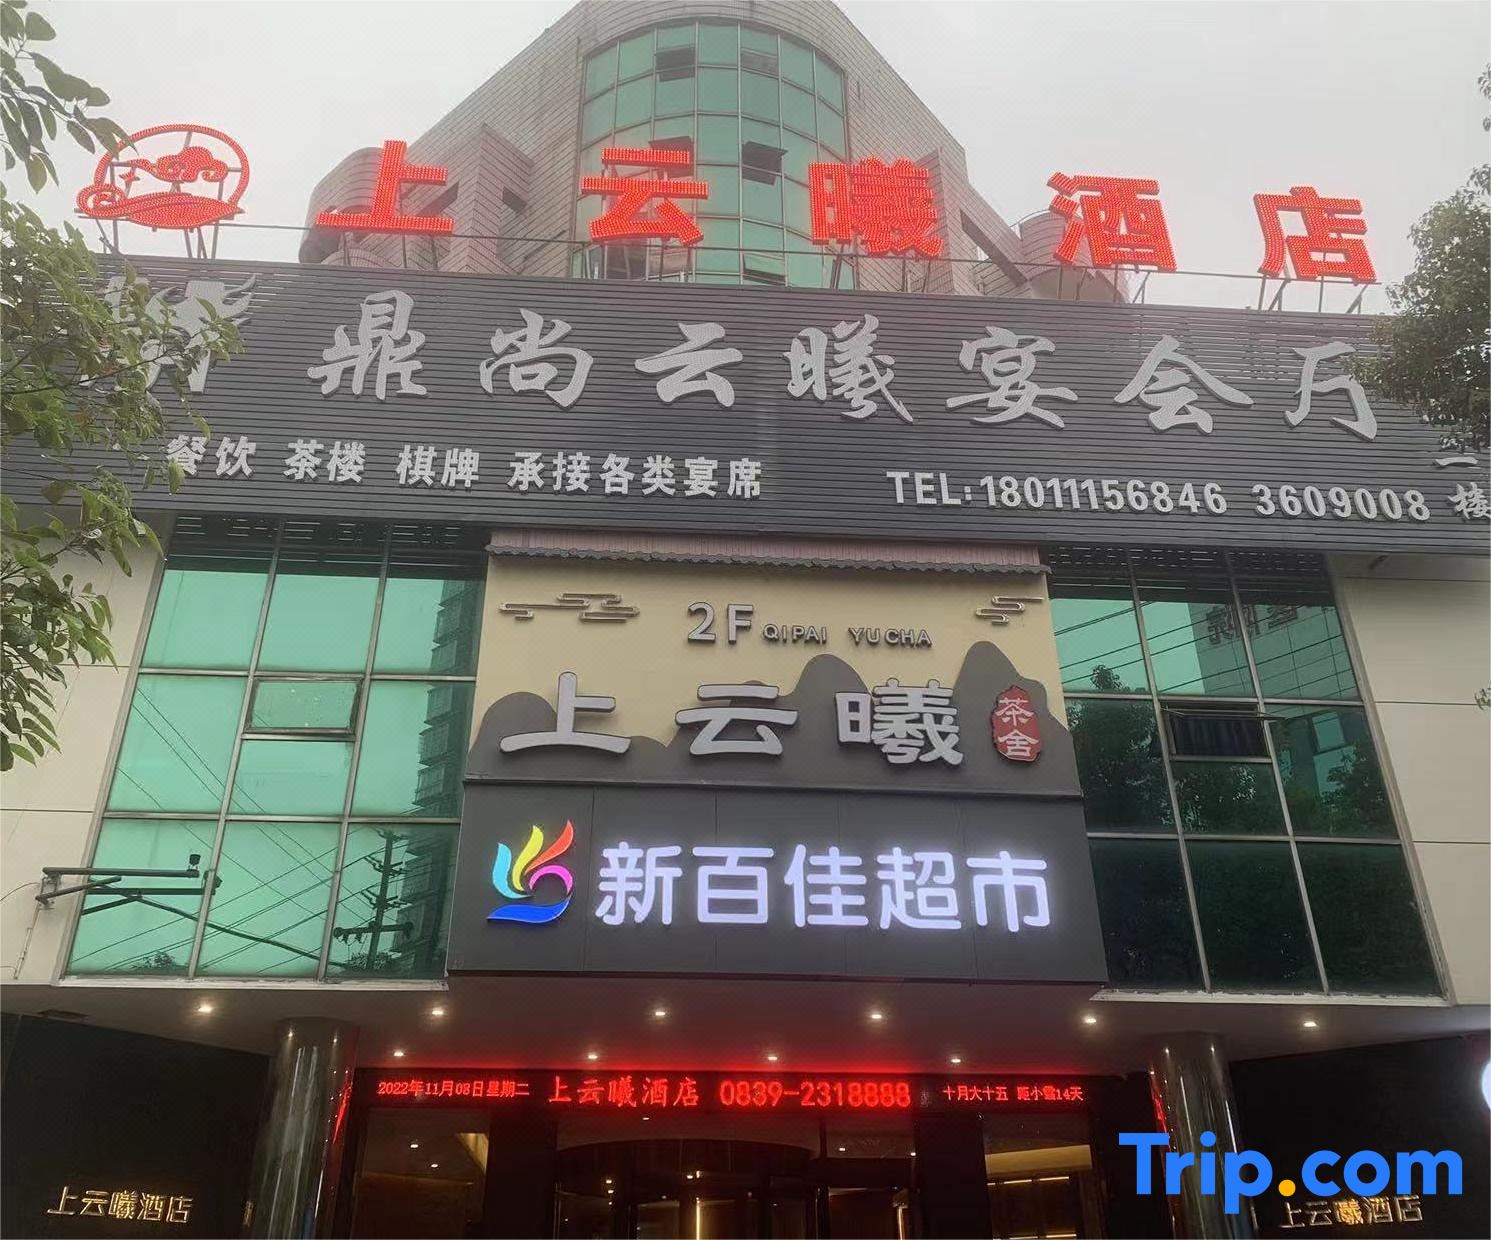 上云曦酒店
鼎尚云曦宴会厅
餐饮 茶楼 棋牌 承接各类宴席 TEL:18011156846 3609008 一楼
2F QIPAI YUCHA
上云曦 茶舍
新百佳超市
2022年11月08日星期二 上云曦酒店 0839-2318888 十月大十五 距小雪14天
上云曦酒店
上云曦酒店
Trip.com